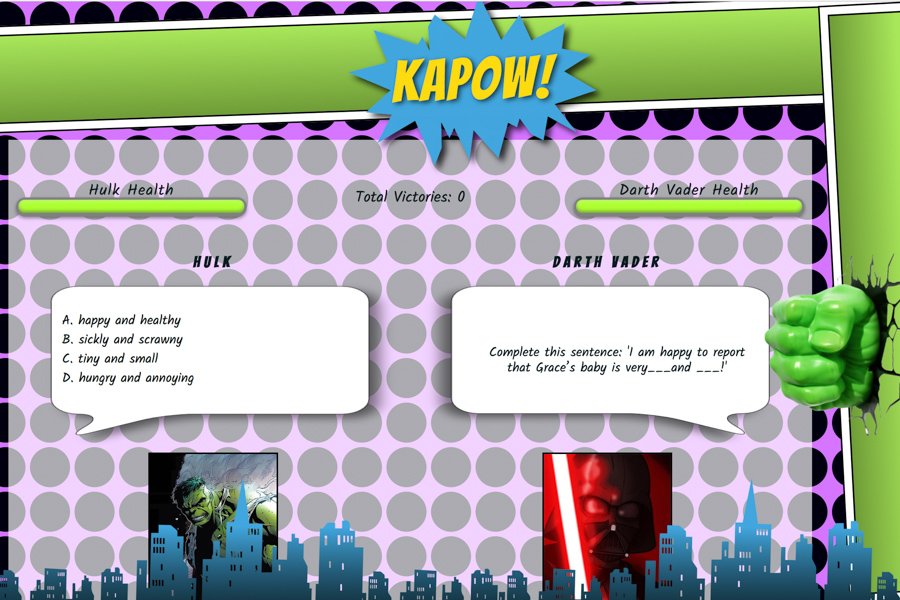 KAPOW!
Hulk Health
Total Victories: 0
Darth Vader Health
HULK
DARTH VADER
A. happy and healthy
B. sickly and scrawny
C. tiny and small
D. hungry and annoying
Complete this sentence: 'I am happy to report
that Grace's baby is very___and ___!'